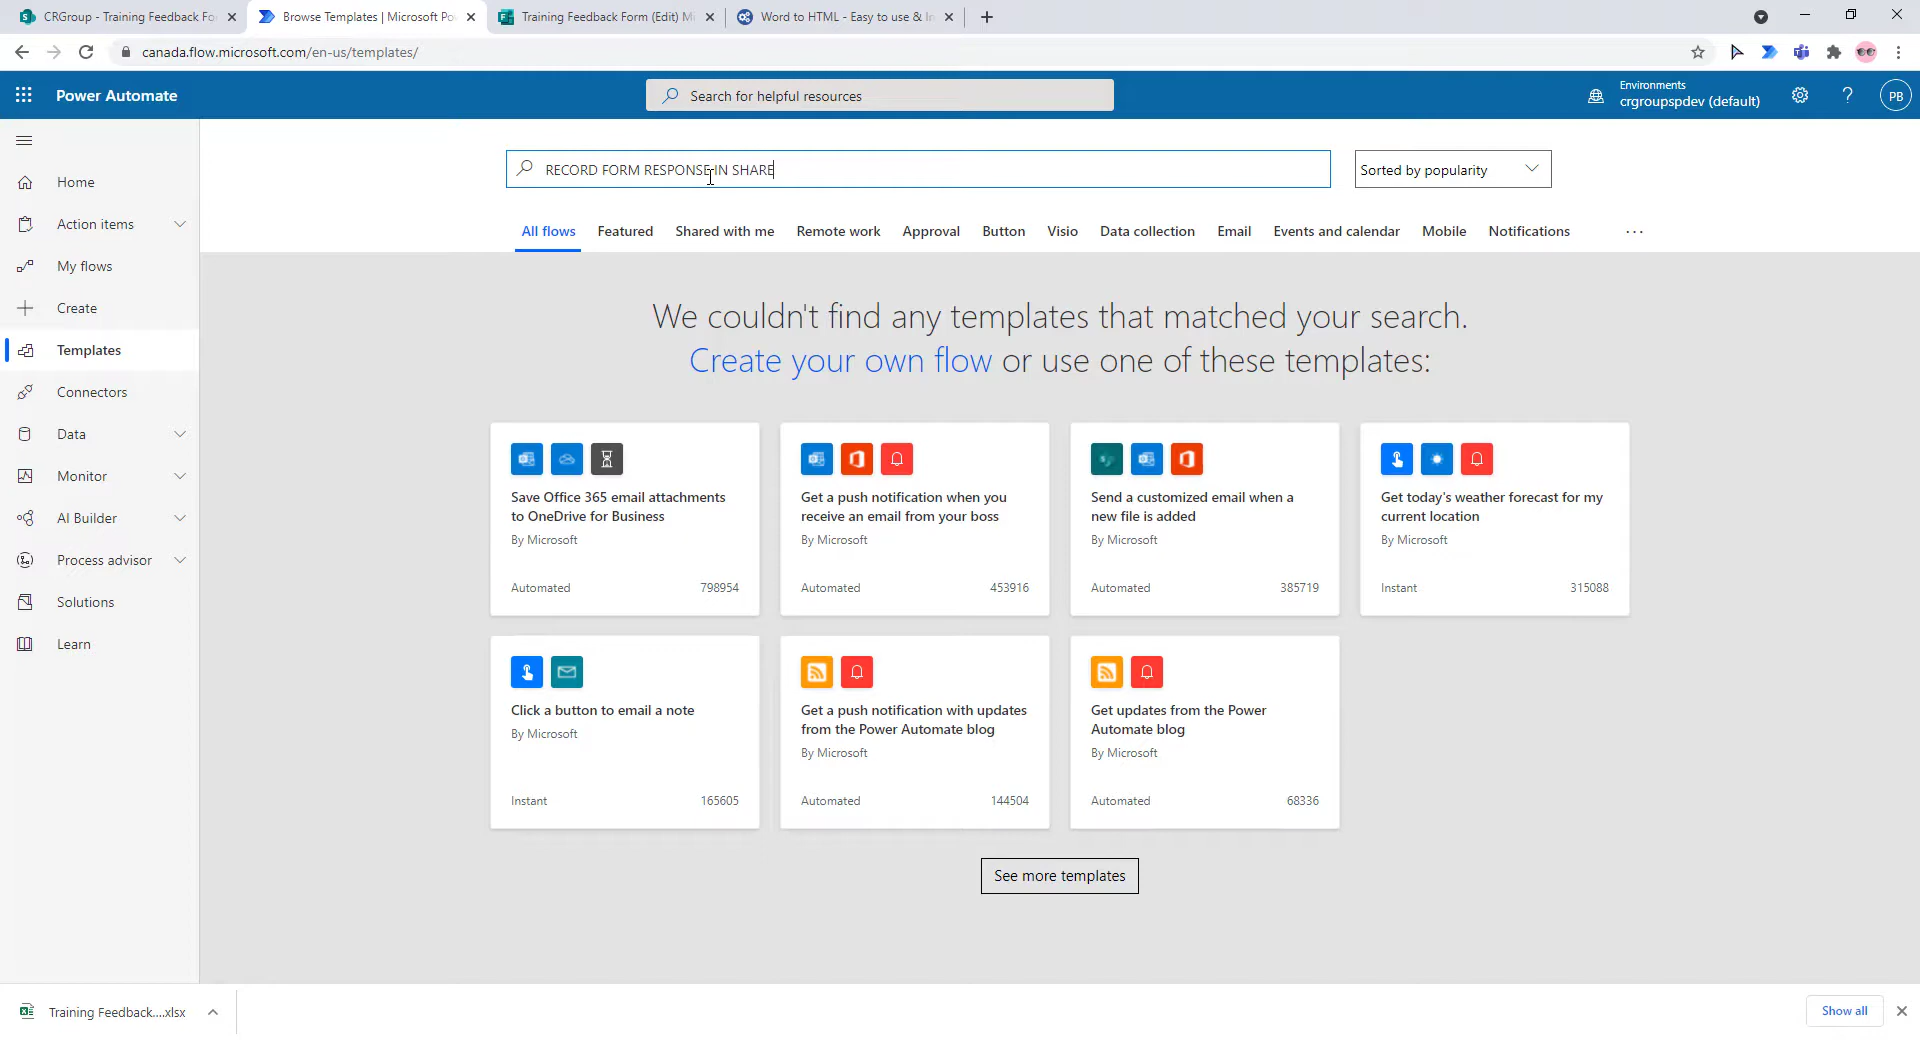 CRGroup - Training Feedback Fo
Browse Templates | Microsoft Po
Training Feedback Form (Edit) Mi
Word to HTML - Easy to use & In
canada.flow.microsoft.com/en-us/templates/
Power Automate
Search for helpful resources
Environments
crgroupspdev (default)
?
PB
RECORD FORM RESPONSE IN SHARE
Sorted by popularity
Home
Action items
My flows
Create
Templates
Connectors
Data
Monitor
AI Builder
Process advisor
Solutions
Learn
All flows Featured Shared with me Remote work Approval Button Visio Data collection Email Events and calendar Mobile Notifications ...
We couldn't find any templates that matched your search.
Create your own flow or use one of these templates:
Save Office 365 email attachments
to OneDrive for Business
By Microsoft
Automated 798954
Get a push notification when you
receive an email from your boss
By Microsoft
Automated 453916
Send a customized email when a
new file is added
By Microsoft
Automated 385719
Get today's weather forecast for my
current location
By Microsoft
Instant 315088
Click a button to email a note
By Microsoft
Instant 165605
Get a push notification with updates
from the Power Automate blog
By Microsoft
Automated 144504
Get updates from the Power
Automate blog
By Microsoft
Automated 68336
See more templates
Training Feedback....xlsx
Show all